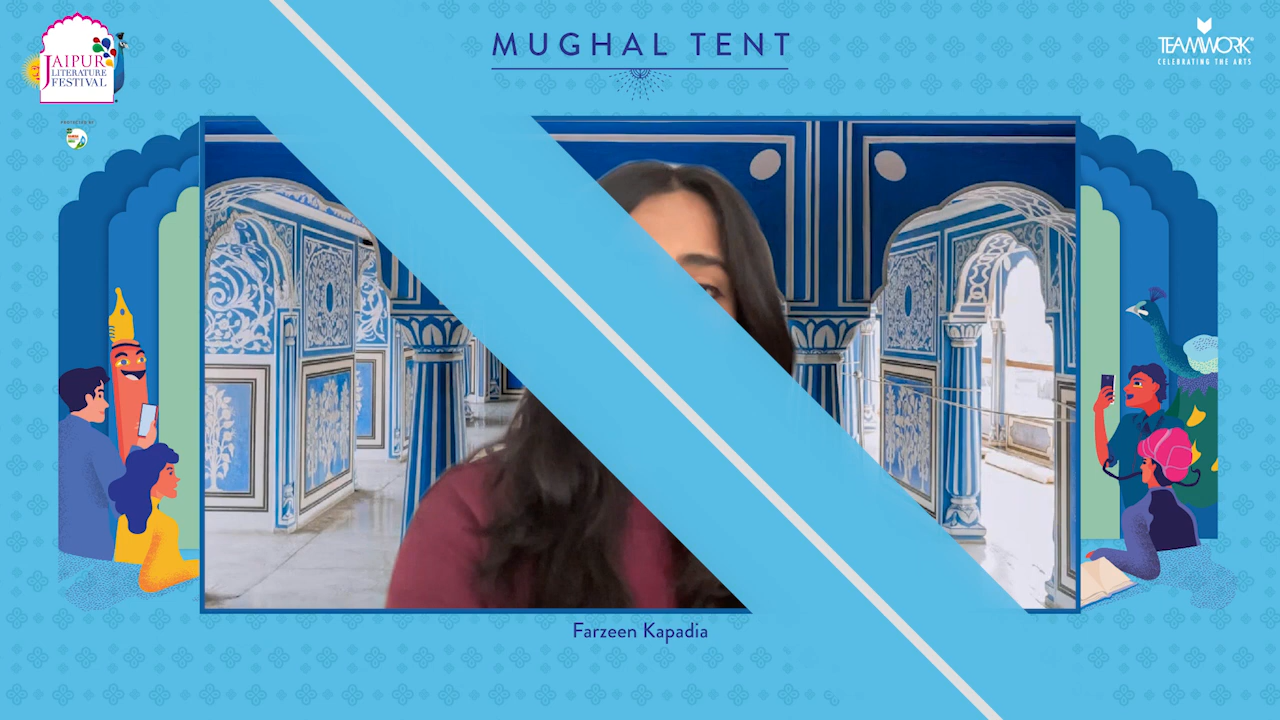 MUGHAL TENT
JAIPUR
LITERATURE
FESTIVAL
TEAMWORK
CELEBRATING THE ARTS
Farzeen Kapadia